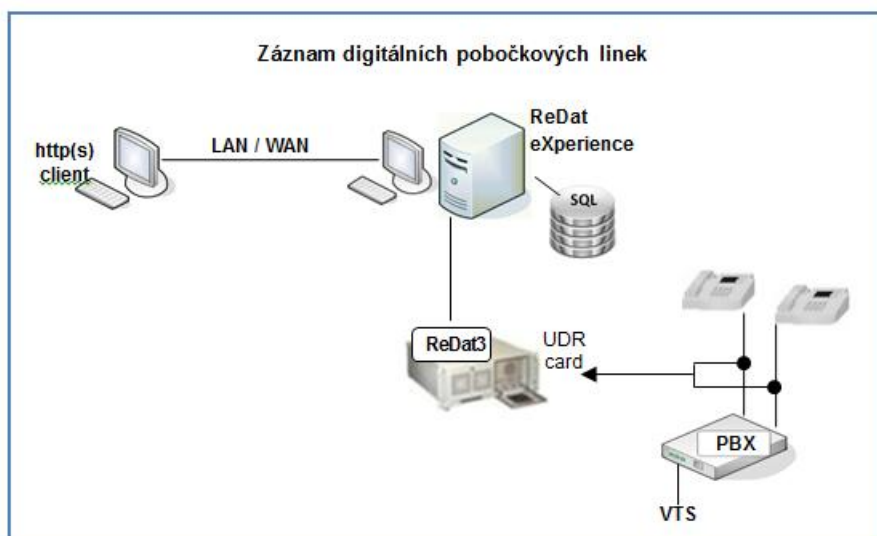 Záznam digitálních pobočkových linek
http(s)
client
LAN / WAN
ReDat
eXperience
SQL
ReDat3
UDR
card
PBX
VTS